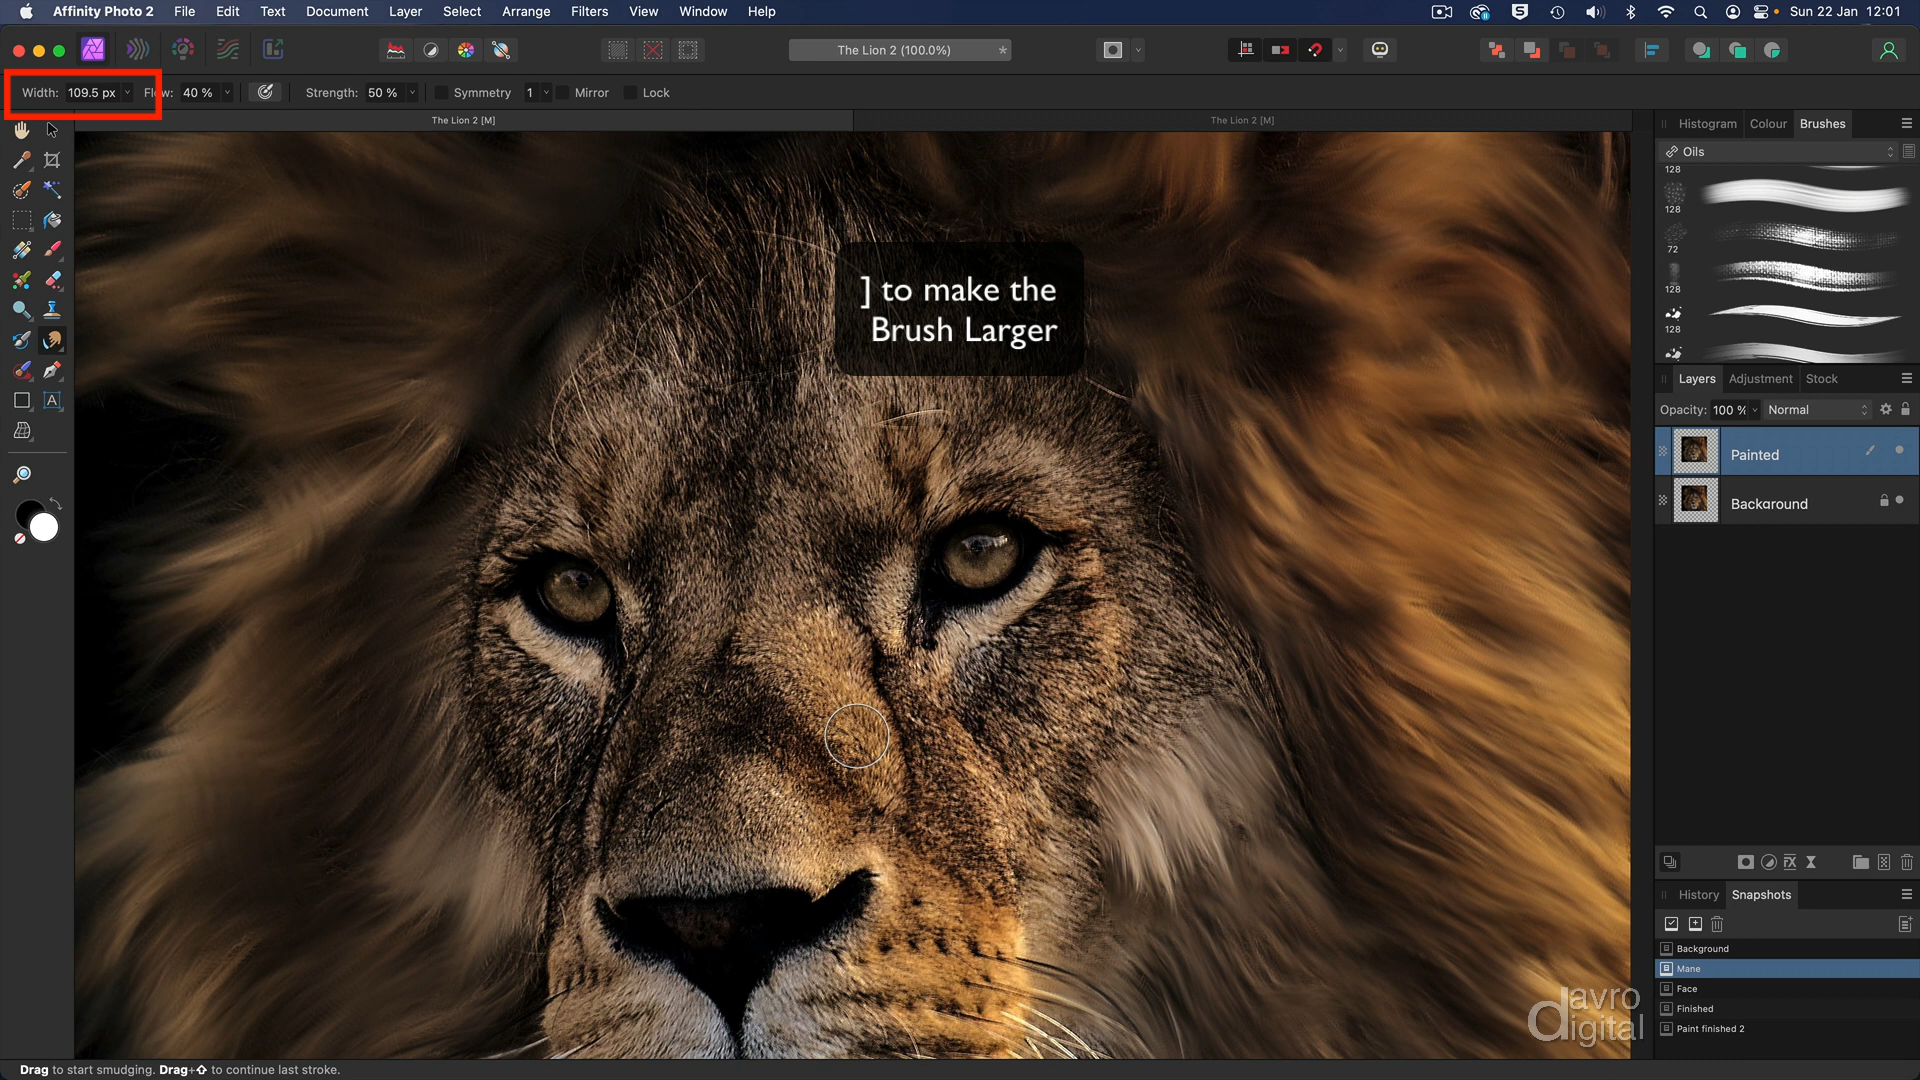 Affinity Photo 2 File Edit Text Document Layer Select Arrange Filters View Window Help Sun 22 Jan 12:01
The Lion 2 (100.0%) *
Width: 109.5 px Flow: 40 % Strength: 50 % Symmetry 1 Mirror Lock
The Lion 2 [M] The Lion 2 [M]
Histogram Colour Brushes
Oils
128
128
72
128
128
] to make the
Brush Larger
Layers Adjustment Stock
Opacity: 100 % Normal
Painted
Background
History Snapshots
Background
Mane
Face
Finished
Paint finished 2
davro
digital
Drag to start smudging. Drag+⇧ to continue last stroke.